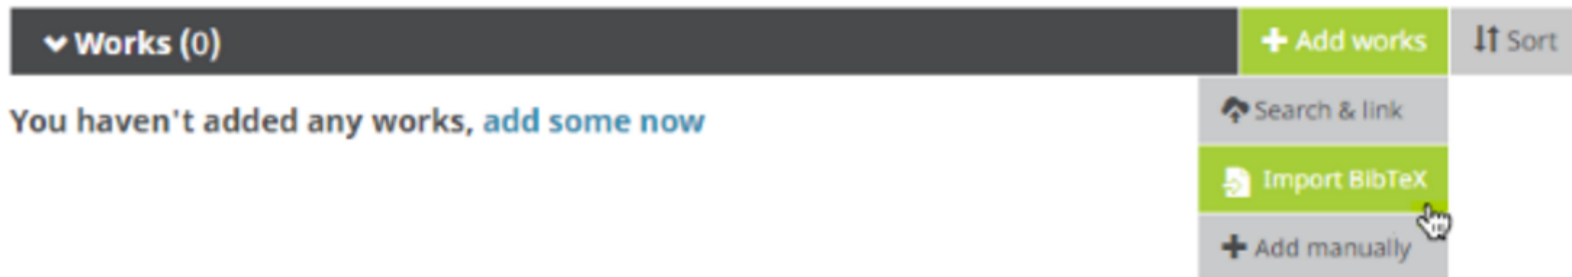 Works (0)
Add works
Sort
You haven't added any works, add some now
Search & link
Import BibTeX
Add manually